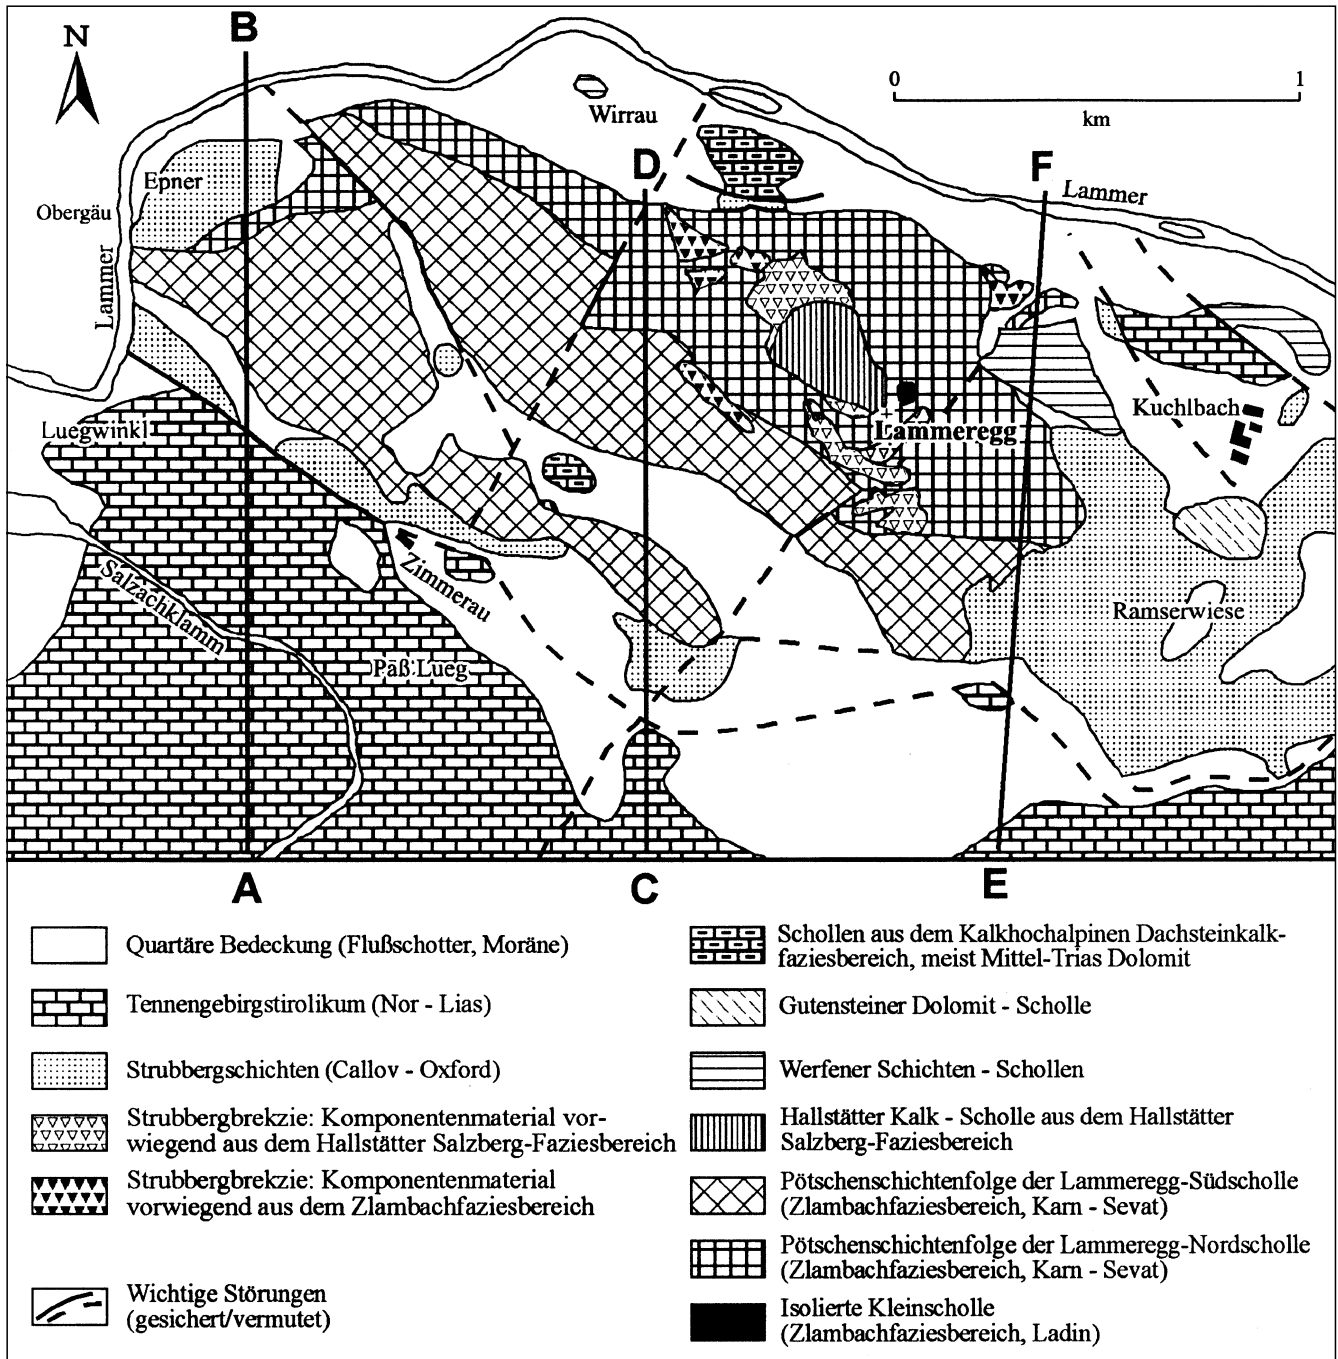 B
N
0
1
km
Wirrau
D
F
Lammer
Epner
Obergäu
Lammer
Kuchlbach
Luegwinkl
Lammeregg
Zimmerau
Salzachklamm
Ramserwiese
Paß Lueg
A
C
E
Quartäre Bedeckung (Flußschotter, Moräne)
Tennengebirgstirolikum (Nor - Lias)
Strubbergschichten (Callov - Oxford)
Strubbergbrekzie: Komponentenmaterial vor-
wiegend aus dem Hallstätter Salzberg-Faziesbereich
Strubbergbrekzie: Komponentenmaterial
vorwiegend aus dem Zlambachfaziesbereich
Wichtige Störungen
(gesichert/vermutet)
Schollen aus dem Kalkhochalpinen Dachsteinkalk-
faziesbereich, meist Mittel-Trias Dolomit
Gutensteiner Dolomit - Scholle
Werfener Schichten - Schollen
Hallstätter Kalk - Scholle aus dem Hallstätter
Salzberg-Faziesbereich
Pötschenschichtenfolge der Lammeregg-Südscholle
(Zlambachfaziesbereich, Karn - Sevat)
Pötschenschichtenfolge der Lammeregg-Nordscholle
(Zlambachfaziesbereich, Karn - Sevat)
Isolierte Kleinscholle
(Zlambachfaziesbereich, Ladin)